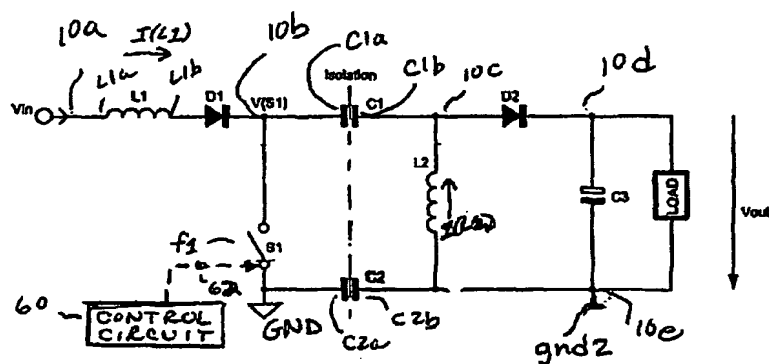 10a
I(L1)
10b
C1a
C1b
10c
10d
L1a
L1b
Isolation
Vin
L1
D1
V(S1)
C1
D2
L2
I(L2)
C3
LOAD
Vout
f1
S1
62
60
CONTROL
CIRCUIT
GND
C2
C2a
C2b
gnd2
10e